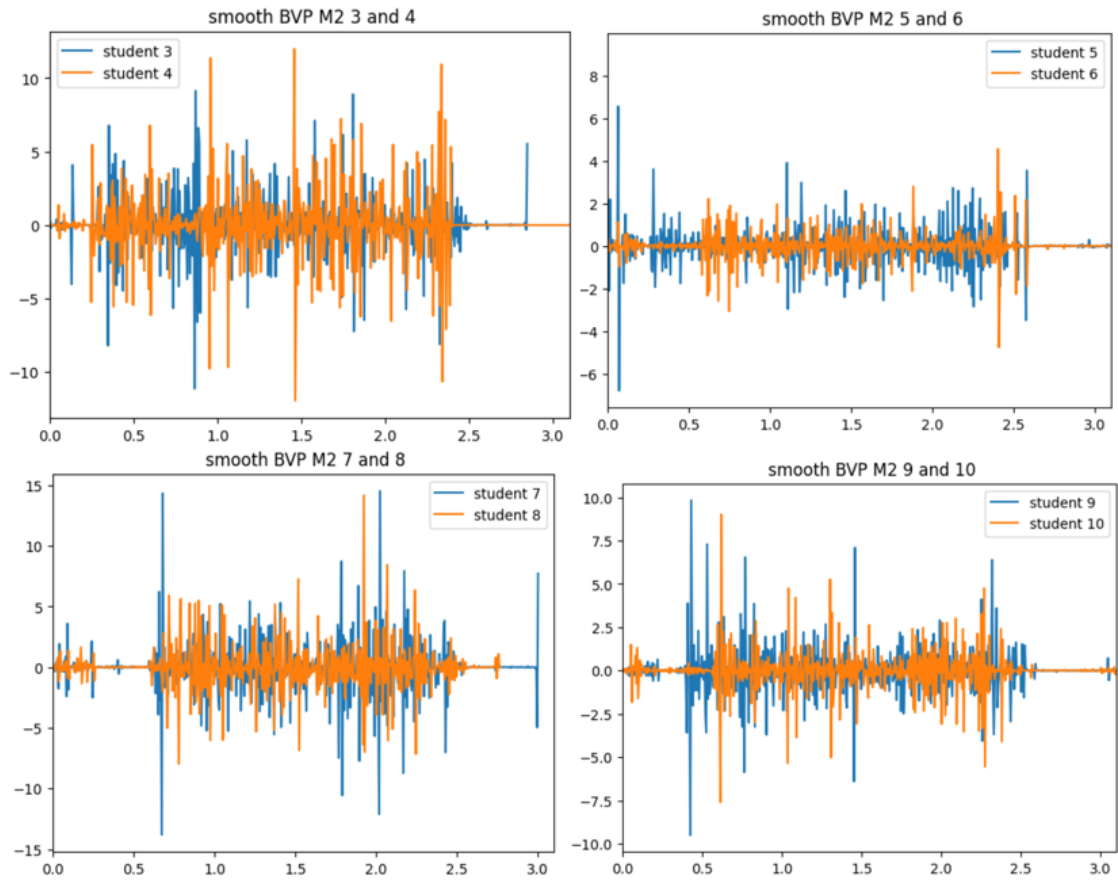 smooth BVP M2 3 and 4
student 3
student 4
10
5
0
−5
−10
0.0 0.5 1.0 1.5 2.0 2.5 3.0
smooth BVP M2 5 and 6
student 5
student 6
8
6
4
2
0
−2
−4
−6
0.0 0.5 1.0 1.5 2.0 2.5 3.0
smooth BVP M2 7 and 8
student 7
student 8
15
10
5
0
−5
−10
−15
0.0 0.5 1.0 1.5 2.0 2.5 3.0
smooth BVP M2 9 and 10
student 9
student 10
10.0
7.5
5.0
2.5
0.0
−2.5
−5.0
−7.5
−10.0
0.0 0.5 1.0 1.5 2.0 2.5 3.0